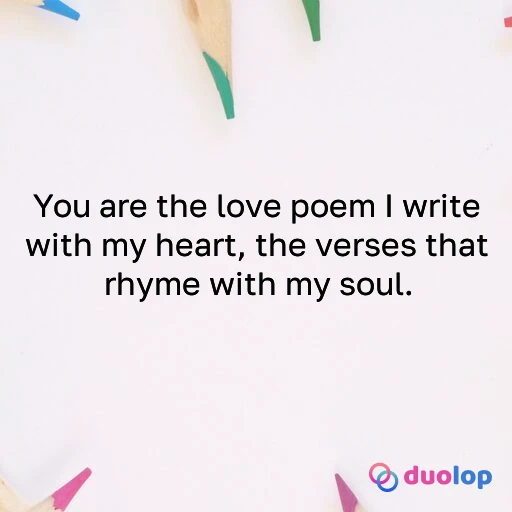 You are the love poem I write
with my heart, the verses that
rhyme with my soul.
duolop